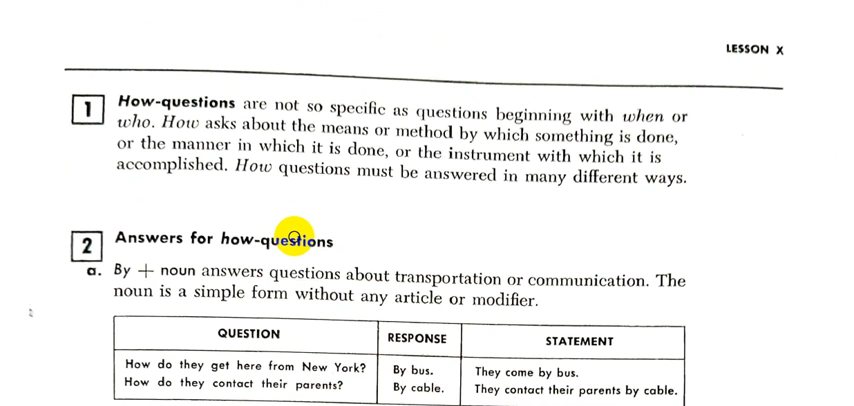 LESSON X
1 How-questions are not so specific as questions beginning with when or
who. How asks about the means or method by which something is done,
or the manner in which it is done, or the instrument with which it is
accomplished. How questions must be answered in many different ways.
2 Answers for how-questions
a. By + noun answers questions about transportation or communication. The
noun is a simple form without any article or modifier.
QUESTION RESPONSE STATEMENT
How do they get here from New York? By bus. They come by bus.
How do they contact their parents? By cable. They contact their parents by cable.